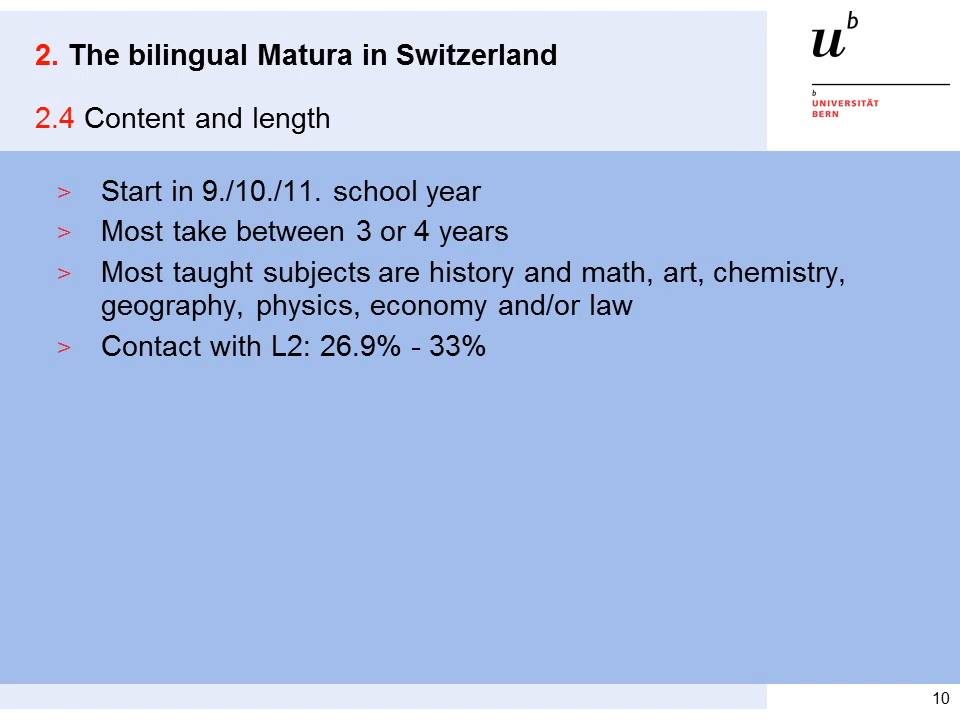 2. The bilingual Matura in Switzerland
2.4 Content and length
u b
b
UNIVERSITÄT
BERN
> Start in 9./10./11. school year
> Most take between 3 or 4 years
> Most taught subjects are history and math, art, chemistry,
geography, physics, economy and/or law
> Contact with L2: 26.9% - 33%
10